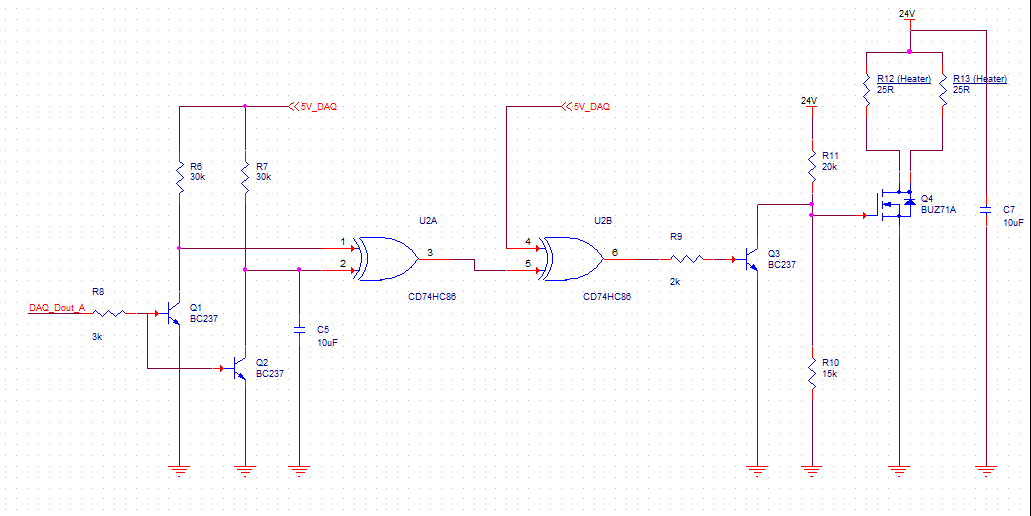 24V
R12 (Heater)
25R
R13 (Heater)
25R
5V_DAQ
5V_DAQ
24V
R6
30k
R7
30k
R11
20k
Q4
BUZ71A
C7
10uF
U2A
1
2
3
CD74HC86
U2B
4
5
6
CD74HC86
R9
2k
Q3
BC237
DAQ_Dout_A
R8
3k
Q1
BC237
C5
10uF
Q2
BC237
R10
15k